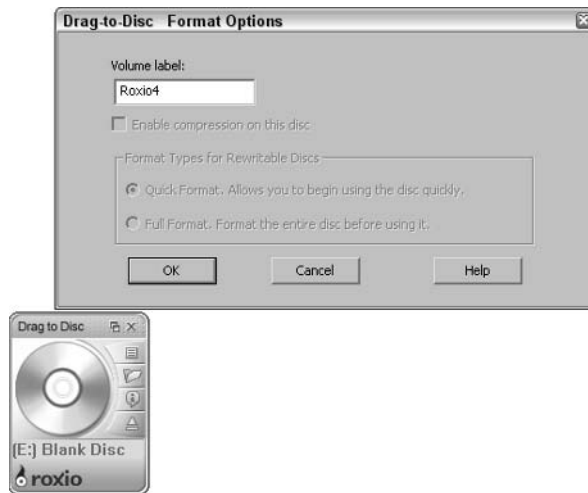 Drag-to-Disc Format Options
Volume label:
Roxio4
Enable compression on this disc
Format Types for Rewritable Discs
Quick Format. Allows you to begin using the disc quickly.
Full Format. Format the entire disc before using it.
OK Cancel Help
Drag to Disc
(E:) Blank Disc
roxio